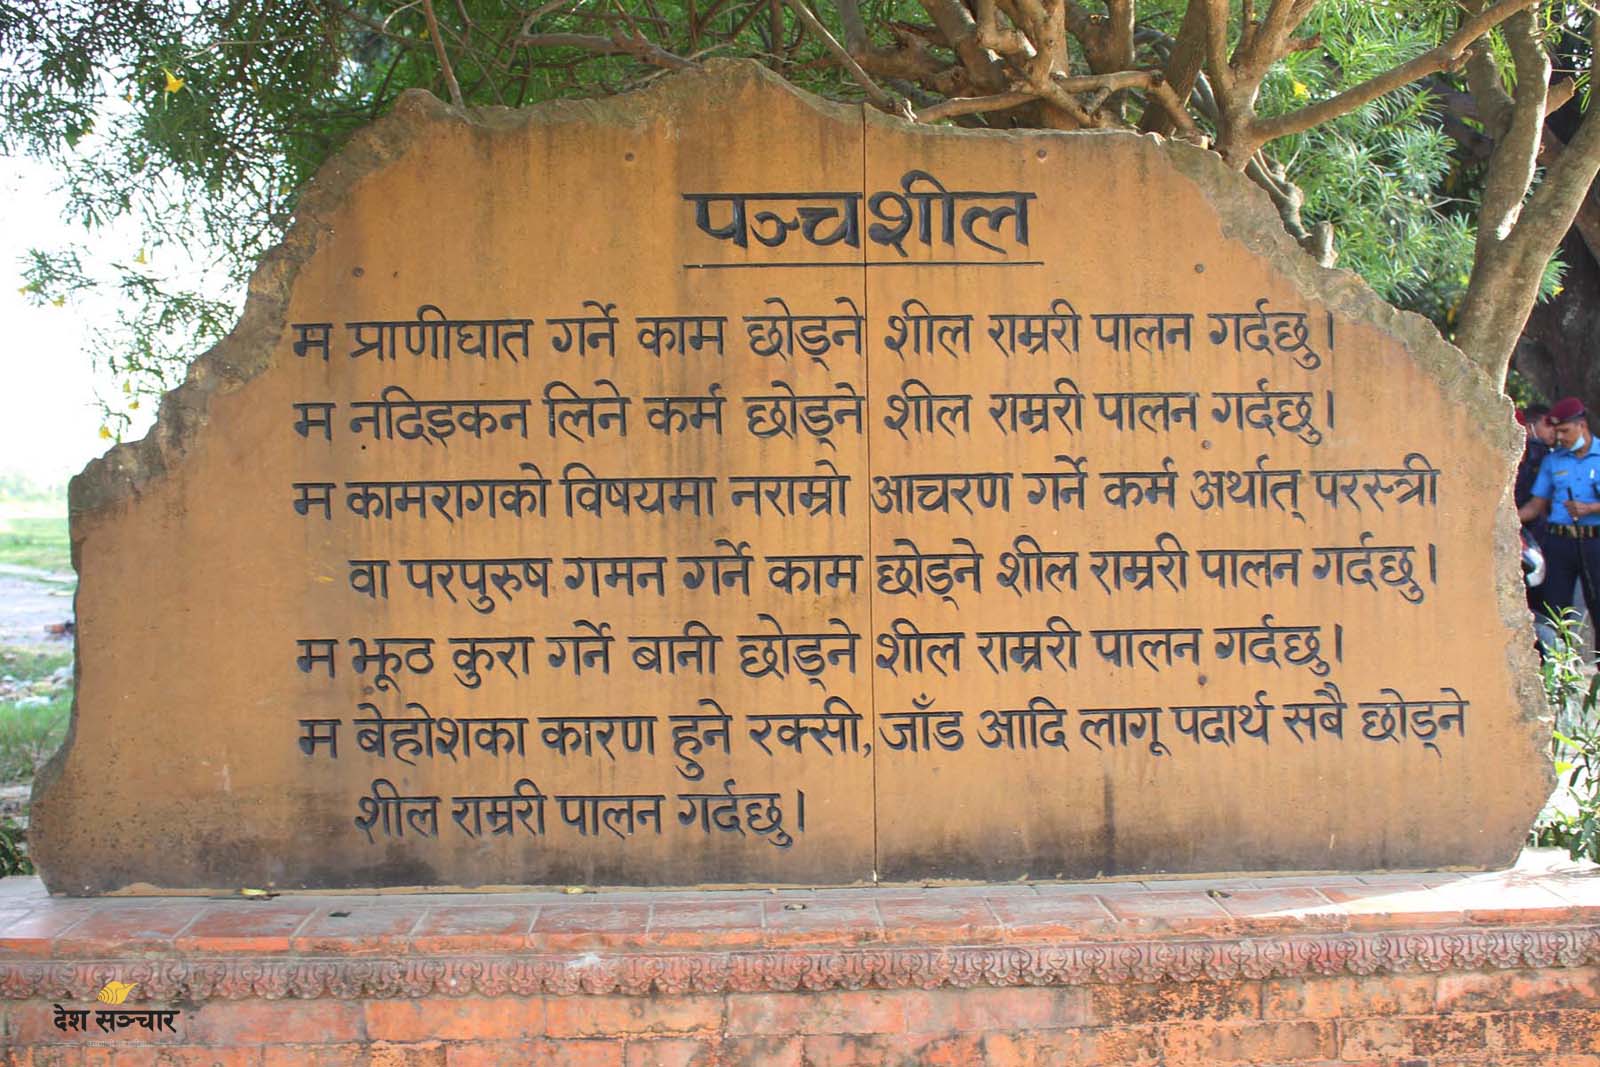 पञ्चशील
म प्राणीघात गर्ने काम छोड्ने शील राम्ररी पालन गर्दछु।
म नदिइकन लिने कर्म छोड्ने शील राम्ररी पालन गर्दछु।
म कामरागको विषयमा नराम्रो आचरण गर्ने कर्म अर्थात् परस्त्री
वा परपुरुष गमन गर्ने काम छोड्ने शील राम्ररी पालन गर्दछु।
म झूठ कुरा गर्ने बानी छोड्ने शील राम्ररी पालन गर्दछु।
म बेहोशका कारण हुने रक्सी, जाँड आदि लागू पदार्थ सबै छोड्ने
शील राम्ररी पालन गर्दछु।
देश सञ्चार